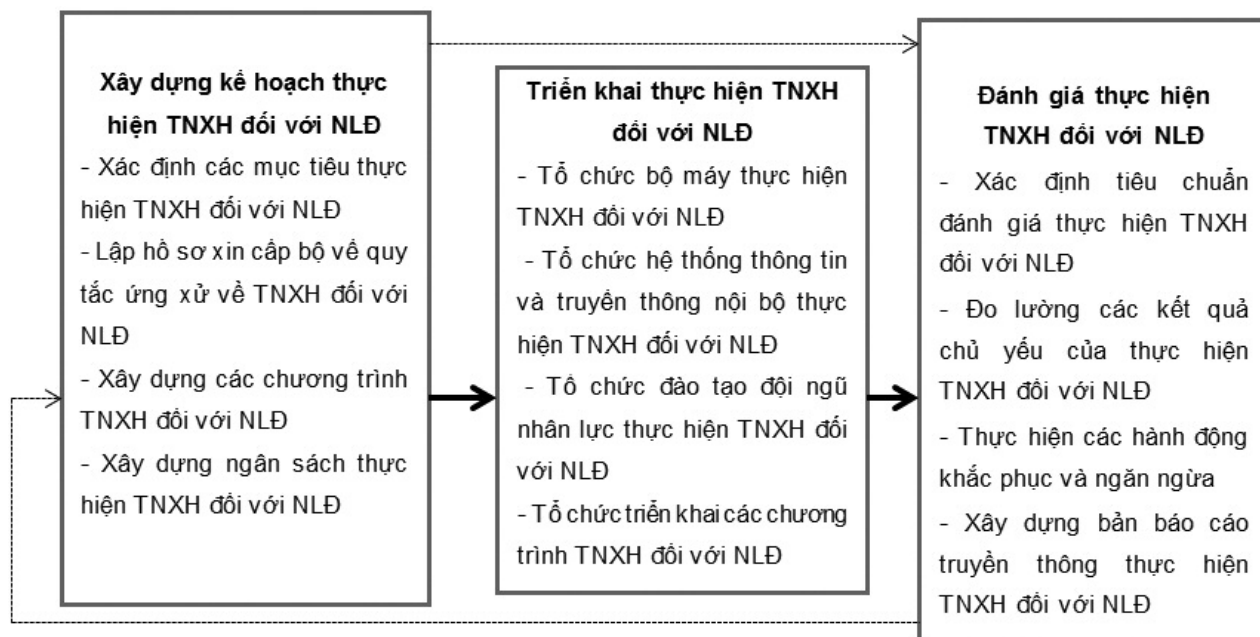 Xây dựng kế hoạch thực
hiện TNXH đối với NLĐ
- Xác định các mục tiêu thực
hiện TNXH đối với NLĐ
- Lập hồ sơ xin cấp bộ về quy
tắc ứng xử về TNXH đối với
NLĐ
- Xây dựng các chương trình
TNXH đối với NLĐ
- Xây dựng ngân sách thực
hiện TNXH đối với NLĐ
Triển khai thực hiện TNXH
đối với NLĐ
- Tổ chức bộ máy thực hiện
TNXH đối với NLĐ
- Tổ chức hệ thống thông tin
và truyền thông nội bộ thực
hiện TNXH đối với NLĐ
- Tổ chức đào tạo đội ngũ
nhân lực thực hiện TNXH đối
với NLĐ
- Tổ chức triển khai các chương
trình TNXH đối với NLĐ
Đánh giá thực hiện
TNXH đối với NLĐ
- Xác định tiêu chuẩn
đánh giá thực hiện TNXH
đối với NLĐ
- Đo lường các kết quả
chủ yếu của thực hiện
TNXH đối với NLĐ
- Thực hiện các hành động
khắc phục và ngăn ngừa
- Xây dựng bản báo cáo
truyền thông thực hiện
TNXH đối với NLĐ